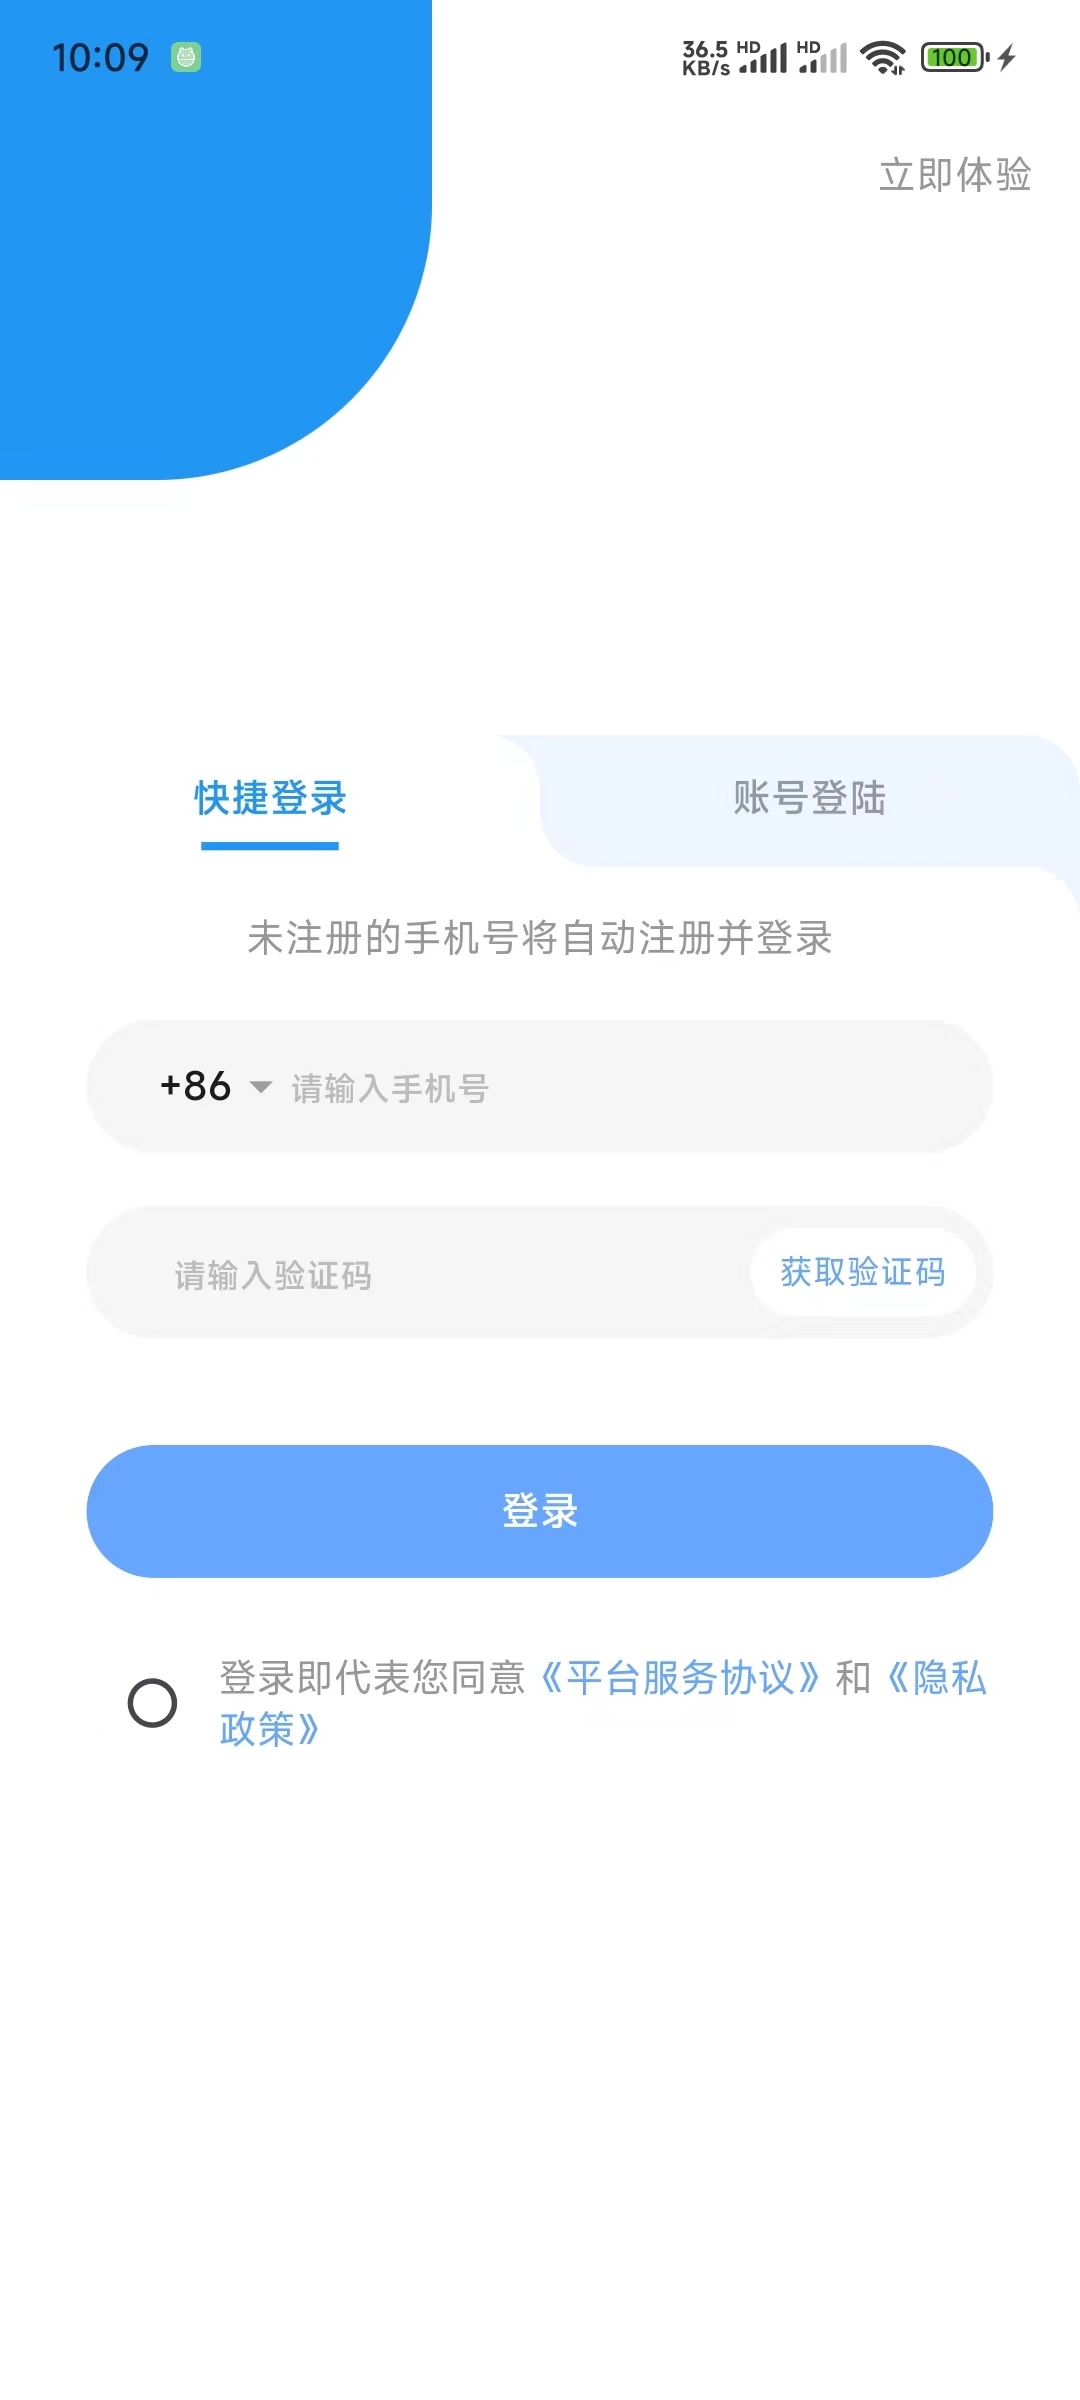 10:09
36.5 KB/s HD HD 100
立即体验
快捷登录
账号登陆
未注册的手机号将自动注册并登录
+86 请输入手机号
请输入验证码
获取验证码
登录
登录即代表您同意《平台服务协议》和《隐私
政策》